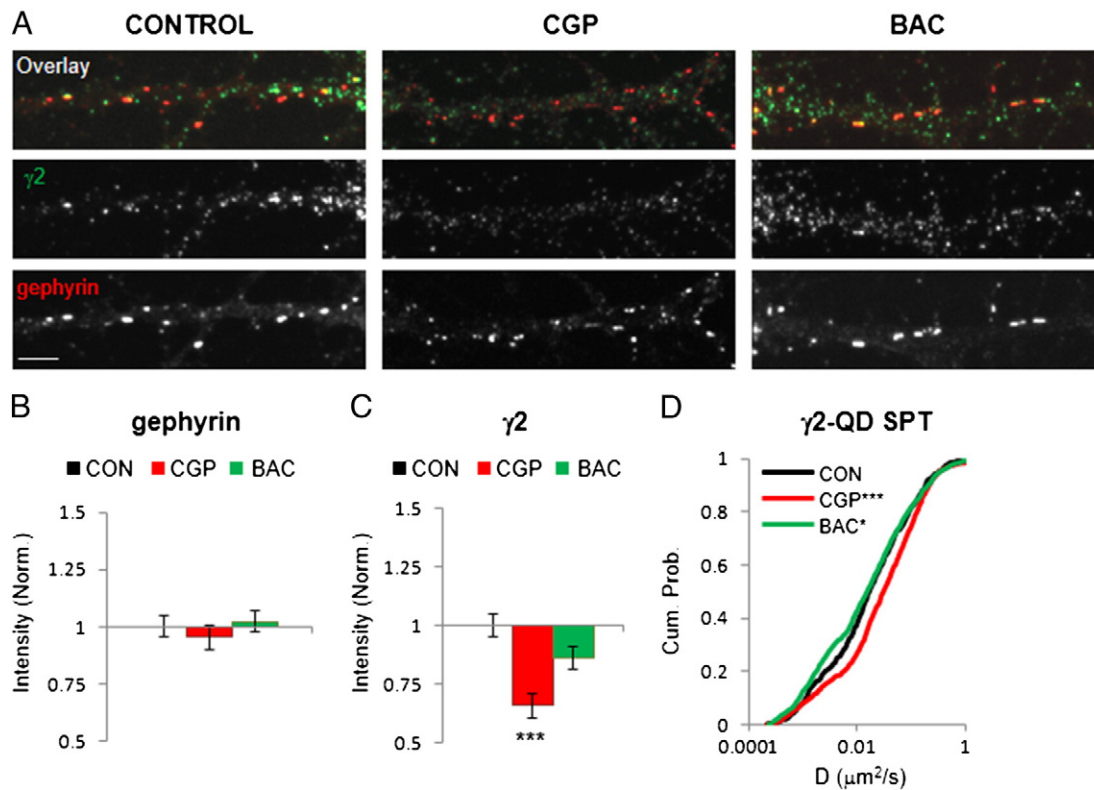 A CONTROL CGP BAC
Overlay
γ2
gephyrin
B gephyrin
CON CGP BAC
Intensity (Norm.)
1.5
1.25
1
0.75
0.5
C γ2
CON CGP BAC
Intensity (Norm.)
1.5
1.25
1
0.75
0.5
***
D γ2-QD SPT
CON
CGP***
BAC*
Cum. Prob.
1
0.8
0.6
0.4
0.2
0
0.0001 0.01 1
D (μm²/s)